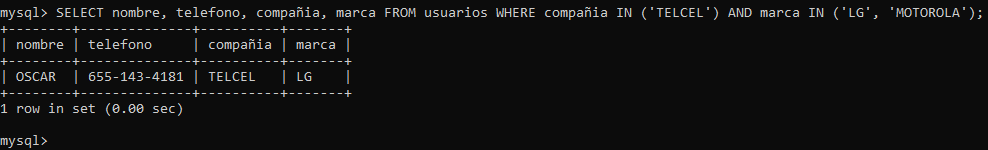 mysql> SELECT nombre, telefono, compañia, marca FROM usuarios WHERE compañia IN ('TELCEL') AND marca IN ('LG', 'MOTOROLA');
+--------+--------------+----------+-------+
| nombre | telefono     | compañia | marca |
+--------+--------------+----------+-------+
| OSCAR  | 655-143-4181 | TELCEL   | LG    |
+--------+--------------+----------+-------+
1 row in set (0.00 sec)
mysql>